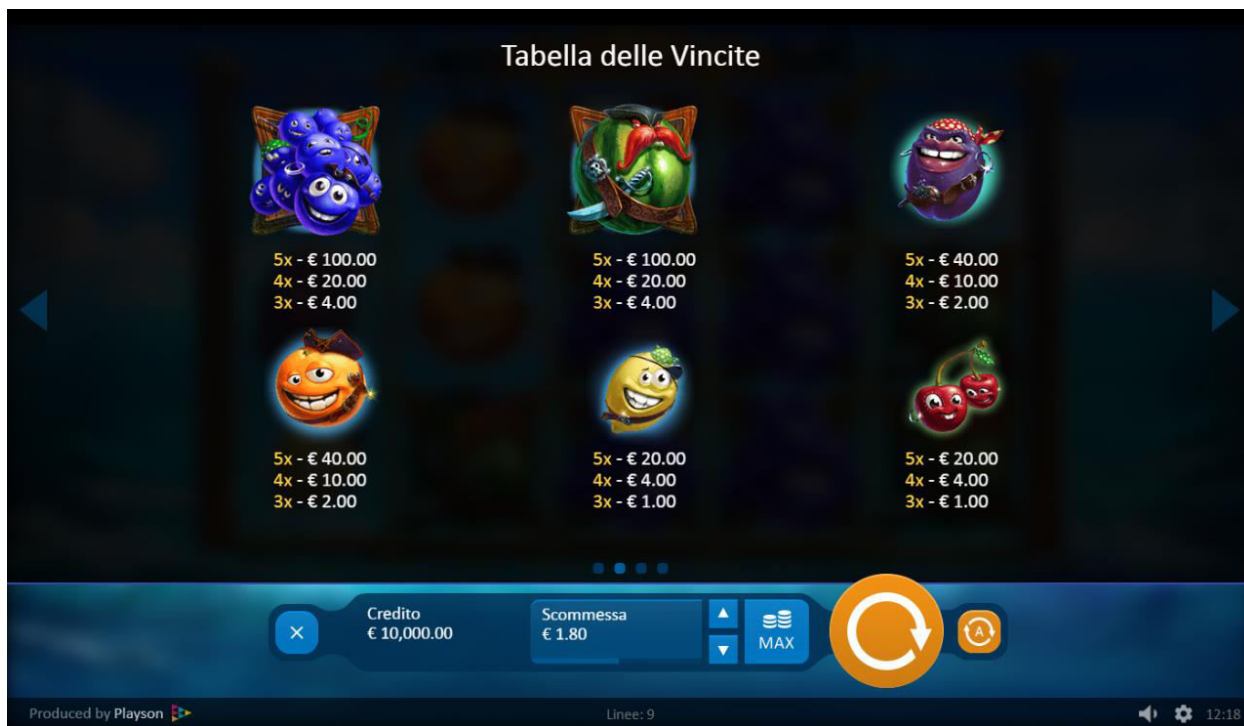 Tabella delle Vincite
5x - € 100.00
4x - € 20.00
3x - € 4.00
5x - € 100.00
4x - € 20.00
3x - € 4.00
5x - € 40.00
4x - € 10.00
3x - € 2.00
5x - € 40.00
4x - € 10.00
3x - € 2.00
5x - € 20.00
4x - € 4.00
3x - € 1.00
5x - € 20.00
4x - € 4.00
3x - € 1.00
Credito
€ 10,000.00
Scommessa
€ 1.80
MAX
A
Produced by Playson
Linee: 9
12:18